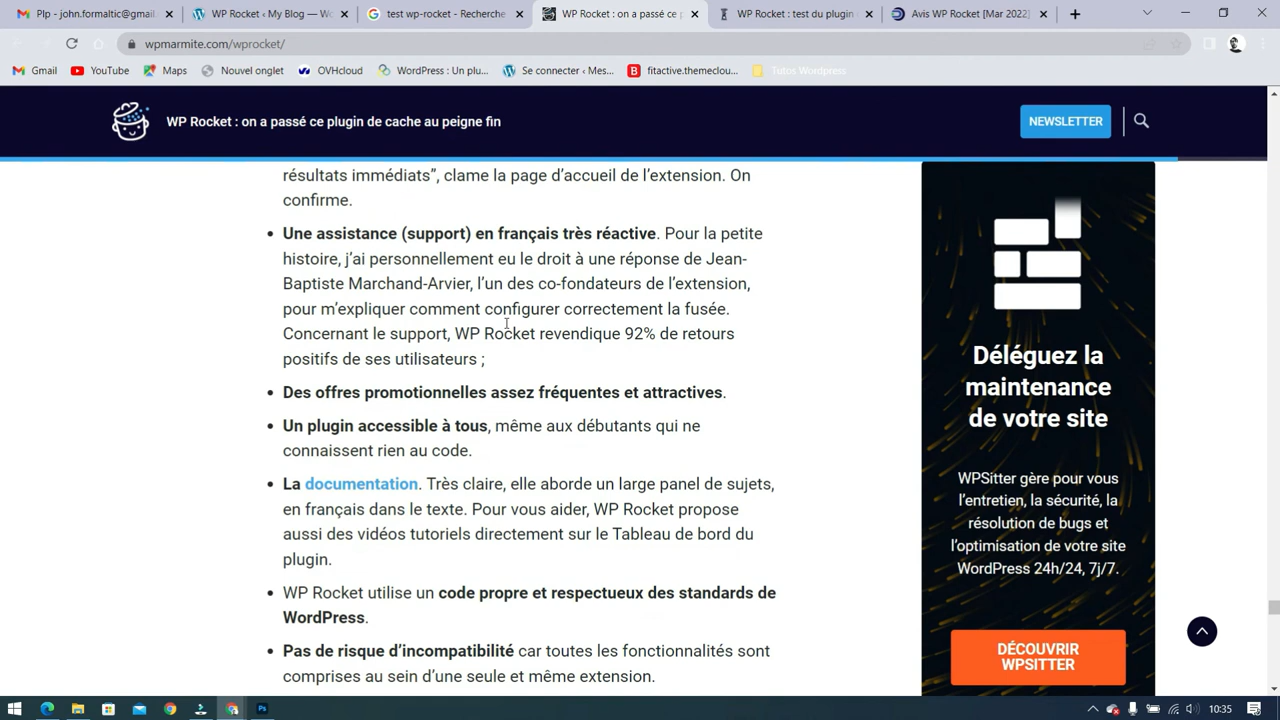 Plp - john.formaltic@gmail
WP Rocket ‹ My Blog — Wo
test wp-rocket - Recherche
WP Rocket : on a passé ce p
WP Rocket : test du plugin
Avis WP Rocket [Mar 2022]
wpmarmite.com/wprocket/
Gmail
YouTube
Maps
Nouvel onglet
OVHcloud
WordPress : Un plu...
Se connecter ‹ Mes...
fitactive.themeclou...
Tutos Wordpress
WP Rocket : on a passé ce plugin de cache au peigne fin
NEWSLETTER
résultats immédiats”, clame la page d’accueil de l’extension. On
confirme.
• Une assistance (support) en français très réactive. Pour la petite
histoire, j’ai personnellement eu le droit à une réponse de Jean-
Baptiste Marchand-Arvier, l’un des co-fondateurs de l’extension,
pour m’expliquer comment configurer correctement la fusée.
Concernant le support, WP Rocket revendique 92% de retours
positifs de ses utilisateurs ;
• Des offres promotionnelles assez fréquentes et attractives.
• Un plugin accessible à tous, même aux débutants qui ne
connaissent rien au code.
• La documentation. Très claire, elle aborde un large panel de sujets,
en français dans le texte. Pour vous aider, WP Rocket propose
aussi des vidéos tutoriels directement sur le Tableau de bord du
plugin.
• WP Rocket utilise un code propre et respectueux des standards de
WordPress.
• Pas de risque d’incompatibilité car toutes les fonctionnalités sont
comprises au sein d’une seule et même extension.
Déléguez la
maintenance
de votre site
WPSitter gère pour vous
l’entretien, la sécurité, la
résolution de bugs et
l’optimisation de votre site
WordPress 24h/24, 7j/7.
DÉCOUVRIR
WPSITTER
10:35